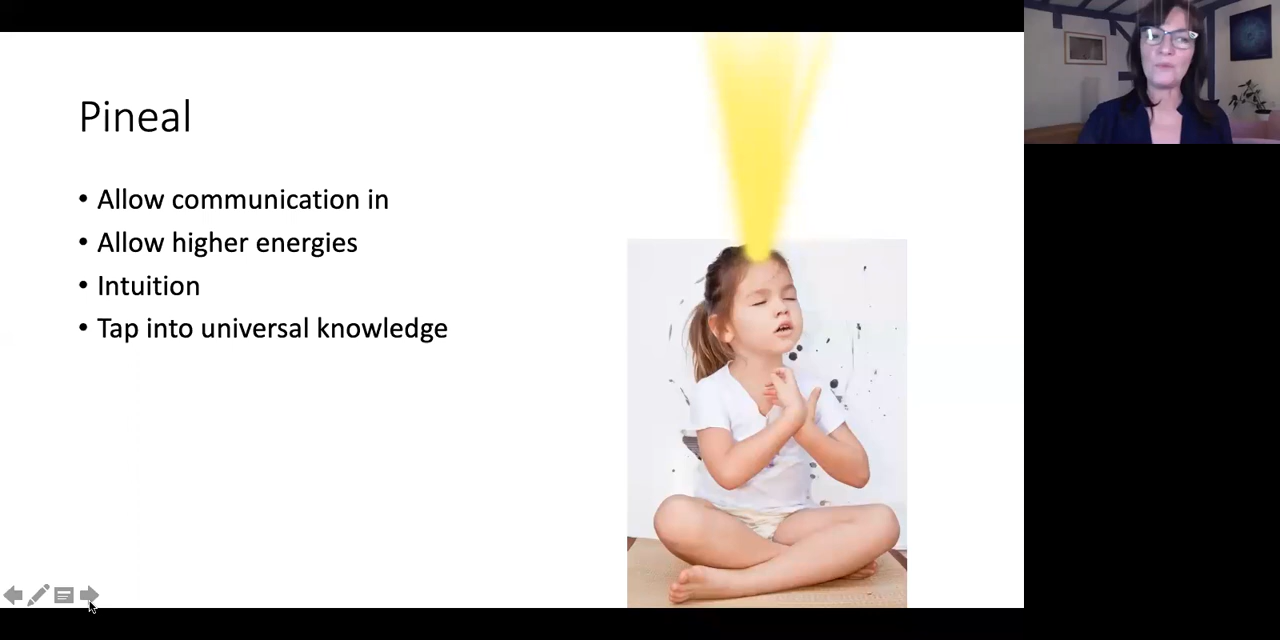 Pineal
• Allow communication in
• Allow higher energies
• Intuition
• Tap into universal knowledge